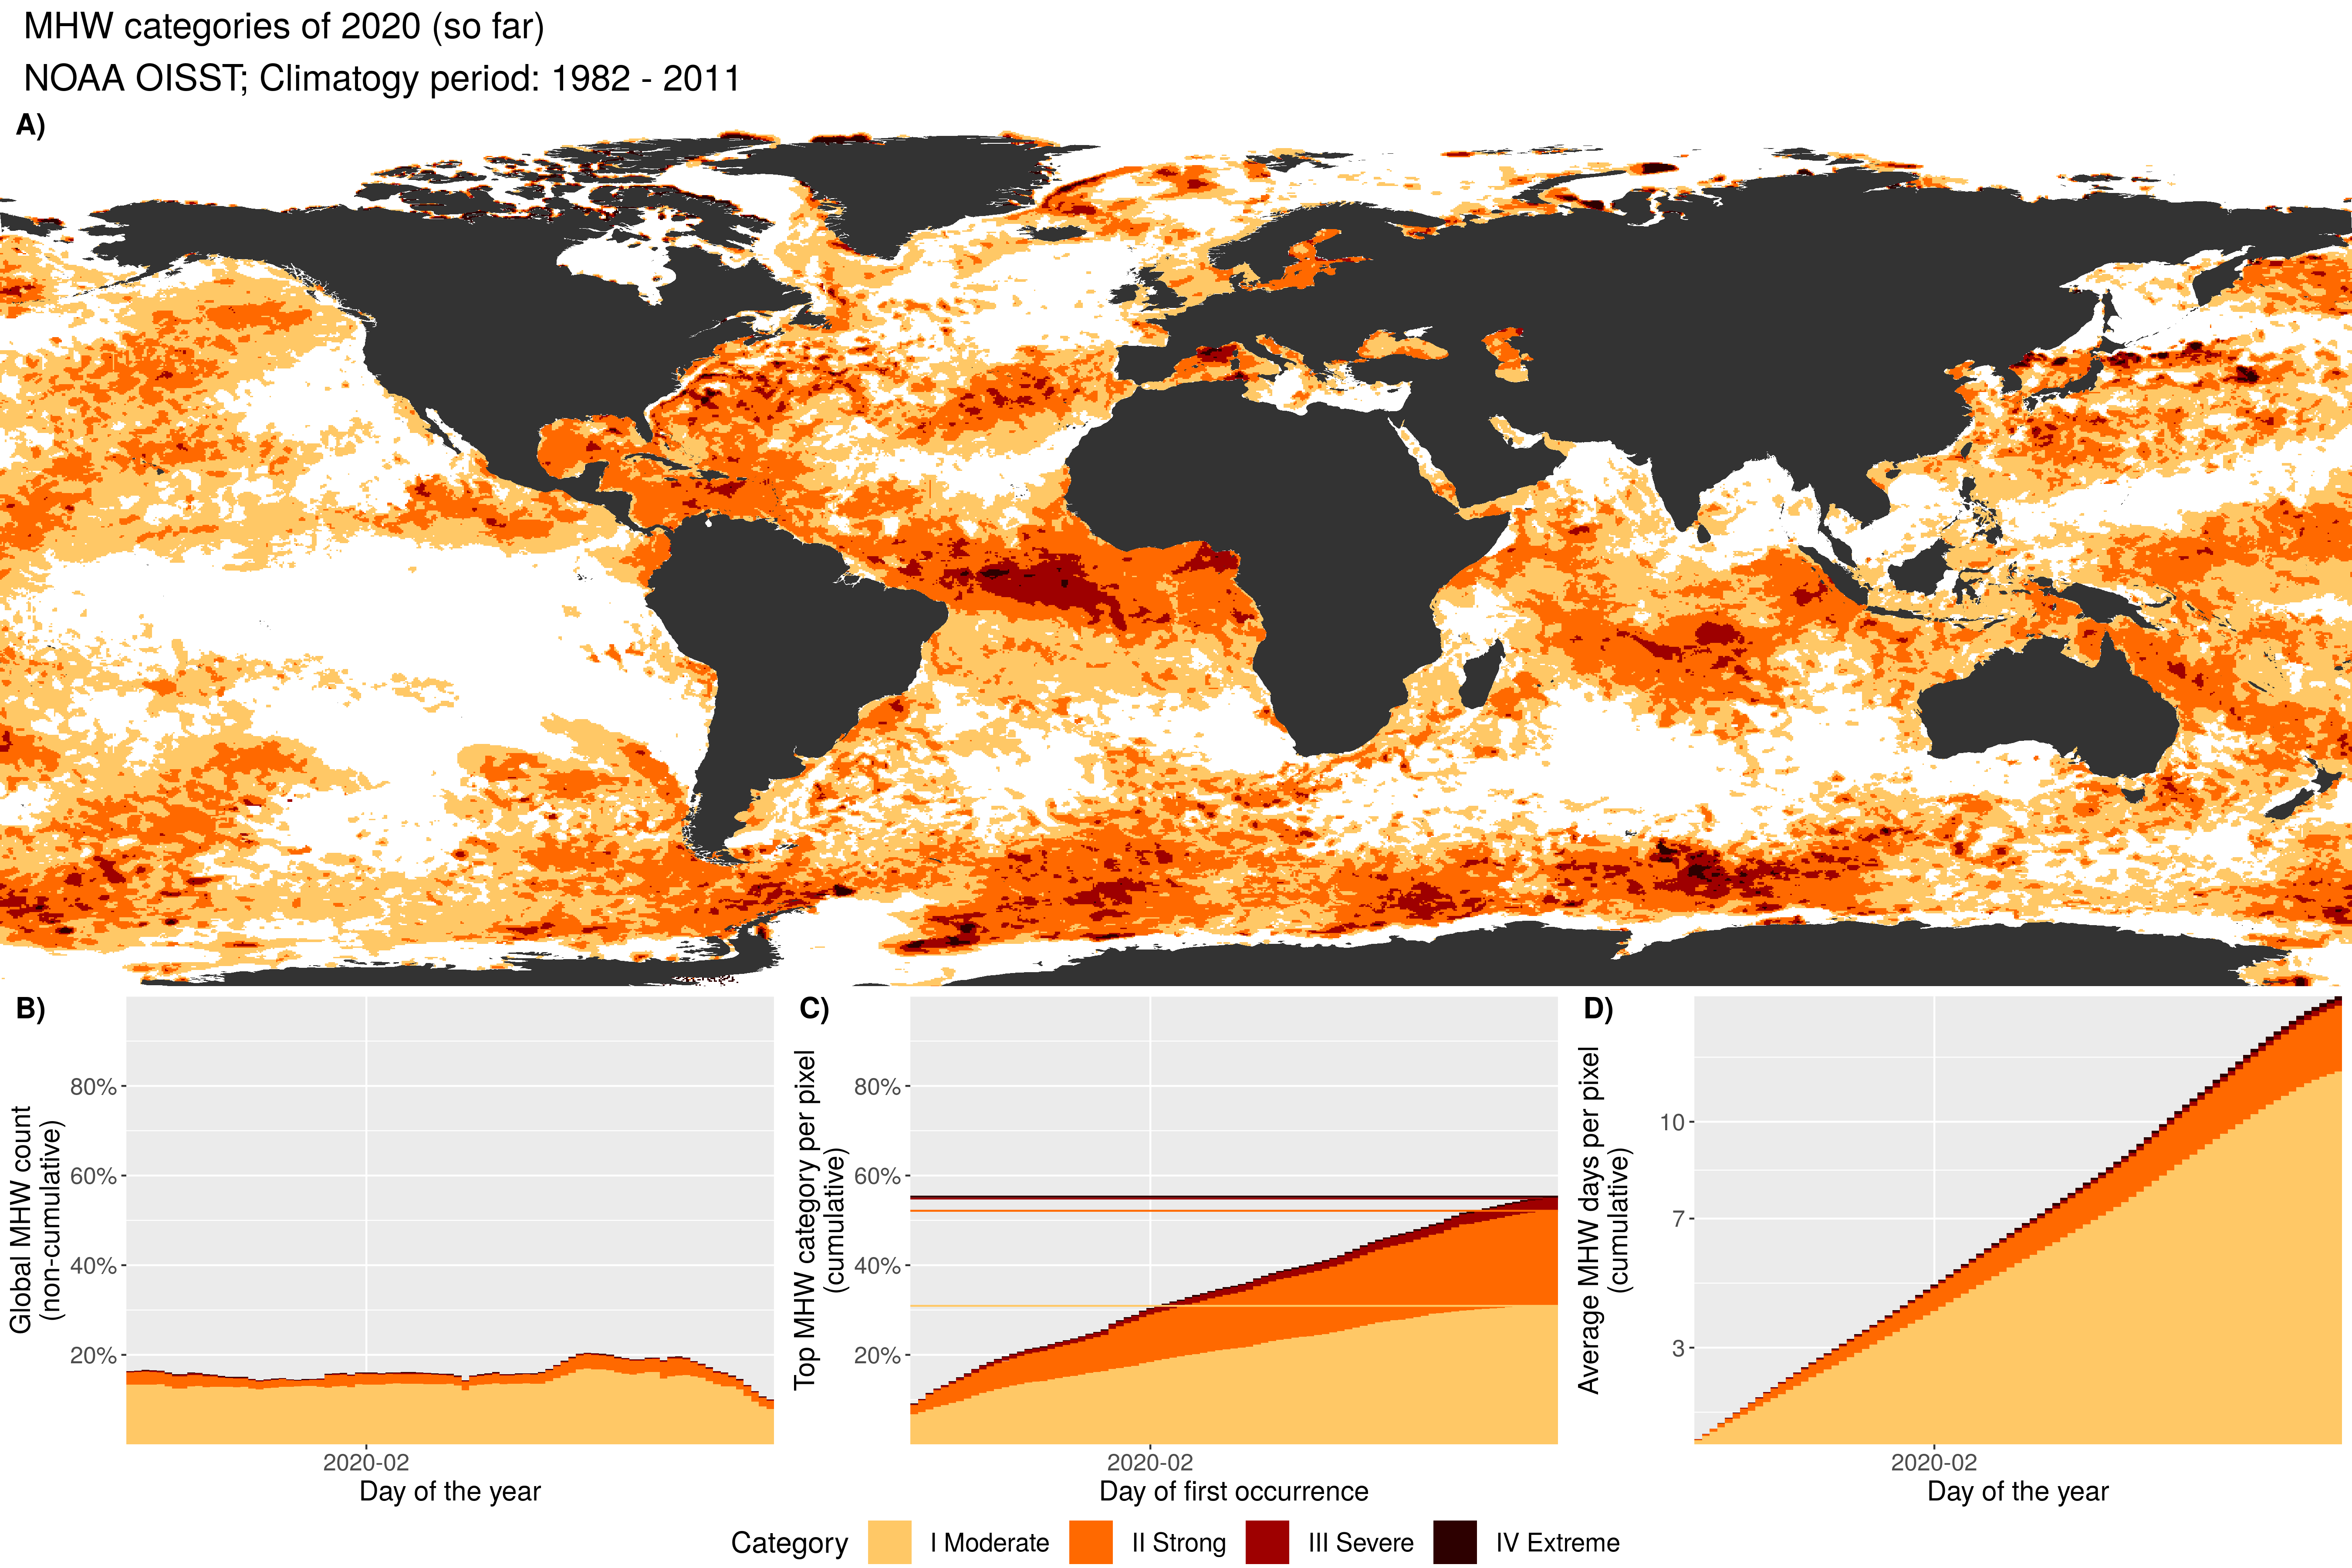 MHW categories of 2020 (so far)
NOAA OISST; Climatogy period: 1982 - 2011
A)
B)
Global MHW count
(non-cumulative)
80%
60%
40%
20%
2020-02
Day of the year
C)
Top MHW category per pixel
(cumulative)
80%
60%
40%
20%
2020-02
Day of first occurrence
D)
Average MHW days per pixel
(cumulative)
10
7
3
2020-02
Day of the year
Category I Moderate II Strong III Severe IV Extreme